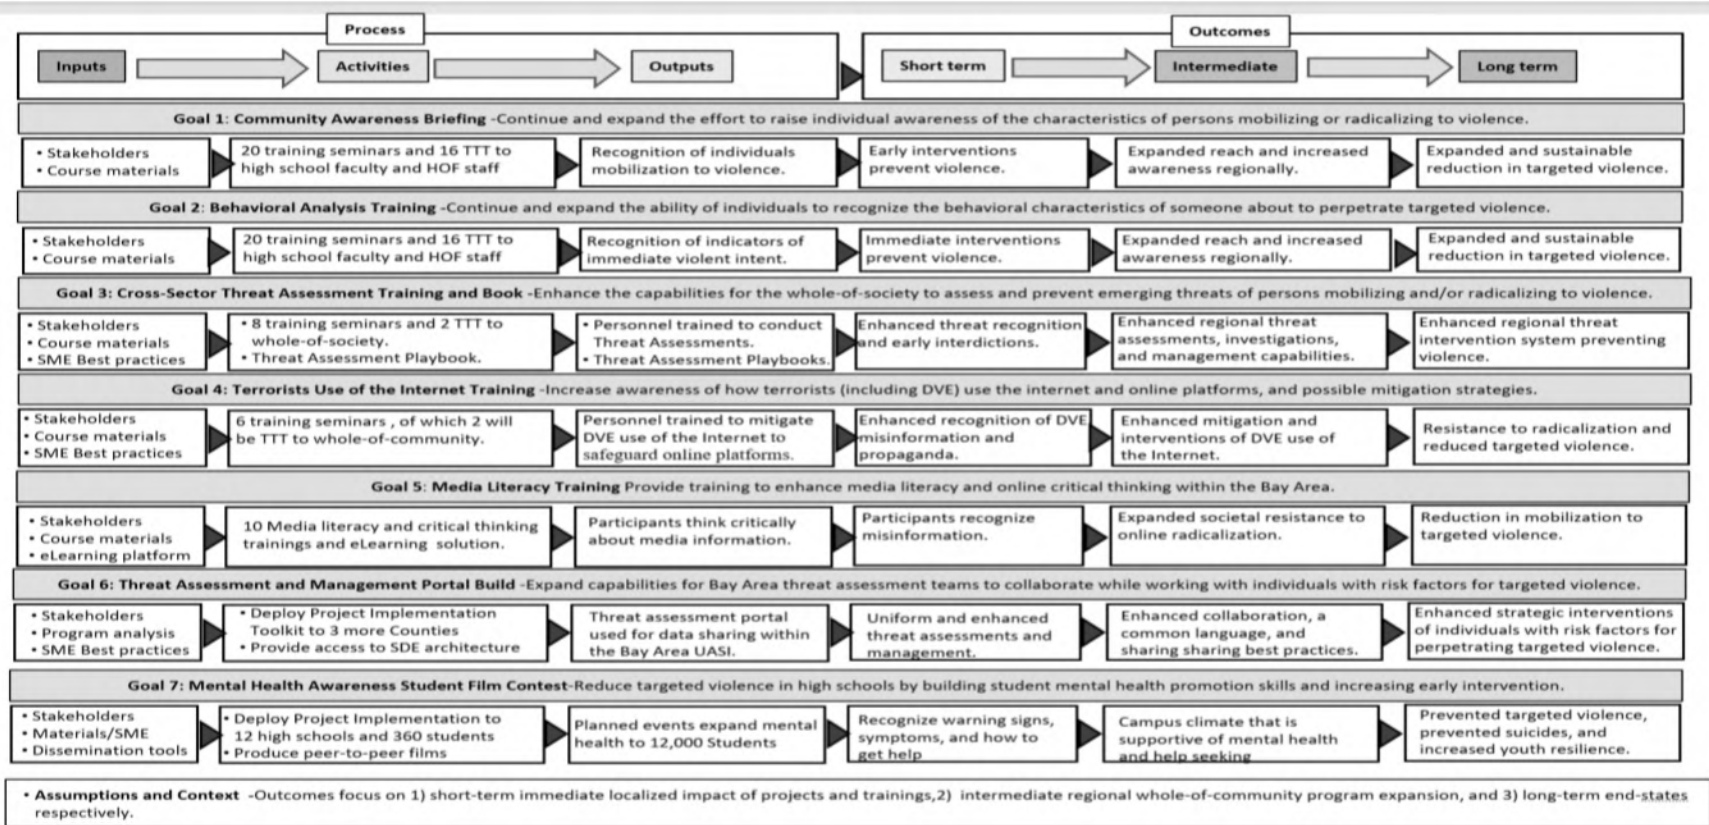 Process
Outcomes
Inputs
Activities
Outputs
Short term
Intermediate
Long term
Goal 1: Community Awareness Briefing -Continue and expand the effort to raise individual awareness of the characteristics of persons mobilizing or radicalizing to violence.
• Stakeholders
• Course materials
20 training seminars and 16 TTT to
high school faculty and HOF staff
Recognition of individuals
mobilization to violence.
Early interventions
prevent violence.
Expanded reach and increased
awareness regionally.
Expanded and sustainable
reduction in targeted violence.
Goal 2: Behavioral Analysis Training -Continue and expand the ability of individuals to recognize the behavioral characteristics of someone about to perpetrate targeted violence.
• Stakeholders
• Course materials
20 training seminars and 16 TTT to
high school faculty and HOF staff
Recognition of indicators of
immediate violent intent.
Immediate interventions
prevent violence.
Expanded reach and increased
awareness regionally.
Expanded and sustainable
reduction in targeted violence.
Goal 3: Cross-Sector Threat Assessment Training and Book -Enhance the capabilities for the whole-of-society to assess and prevent emerging threats of persons mobilizing and/or radicalizing to violence.
• Stakeholders
• Course materials
• SME Best practices
• 8 training seminars and 2 TTT to
whole-of-society.
• Threat Assessment Playbook.
• Personnel trained to conduct
Threat Assessments.
• Threat Assessment Playbooks.
Enhanced threat recognition
and early interdictions.
Enhanced regional threat
assessments, investigations,
and management capabilities.
Enhanced regional threat
intervention system preventing
violence.
Goal 4: Terrorists Use of the Internet Training -Increase awareness of how terrorists (including DVE) use the internet and online platforms, and possible mitigation strategies.
• Stakeholders
• Course materials
• SME Best practices
6 training seminars , of which 2 will
be TTT to whole-of-community.
Personnel trained to mitigate
DVE use of the Internet to
safeguard online platforms.
Enhanced recognition of DVE
misinformation and
propaganda.
Enhanced mitigation and
interventions of DVE use of
the Internet.
Resistance to radicalization and
reduced targeted violence.
Goal 5: Media Literacy Training Provide training to enhance media literacy and online critical thinking within the Bay Area.
• Stakeholders
• Course materials
• eLearning platform
10 Media literacy and critical thinking
trainings and eLearning solution.
Participants think critically
about media information.
Participants recognize
misinformation.
Expanded societal resistance to
online radicalization.
Reduction in mobilization to
targeted violence.
Goal 6: Threat Assessment and Management Portal Build -Expand capabilities for Bay Area threat assessment teams to collaborate while working with individuals with risk factors for targeted violence.
• Stakeholders
• Program analysis
• SME Best practices
• Deploy Project Implementation
Toolkit to 3 more Counties
• Provide access to SDE architecture
Threat assessment portal
used for data sharing within
the Bay Area UASI.
Uniform and enhanced
threat assessments and
management.
Enhanced collaboration, a
common language, and
sharing sharing best practices.
Enhanced strategic interventions
of individuals with risk factors for
perpetrating targeted violence.
Goal 7: Mental Health Awareness Student Film Contest-Reduce targeted violence in high schools by building student mental health promotion skills and increasing early intervention.
• Stakeholders
• Materials/SME
• Dissemination tools
• Deploy Project Implementation to
12 high schools and 360 students
• Produce peer-to-peer films
Planned events expand mental
health to 12,000 Students
Recognize warning signs,
symptoms, and how to
get help
Campus climate that is
supportive of mental health
and help seeking
Prevented targeted violence,
prevented suicides, and
increased youth resilience.
• Assumptions and Context -Outcomes focus on 1) short-term immediate localized impact of projects and trainings,2) intermediate regional whole-of-community program expansion, and 3) long-term end-states
respectively.